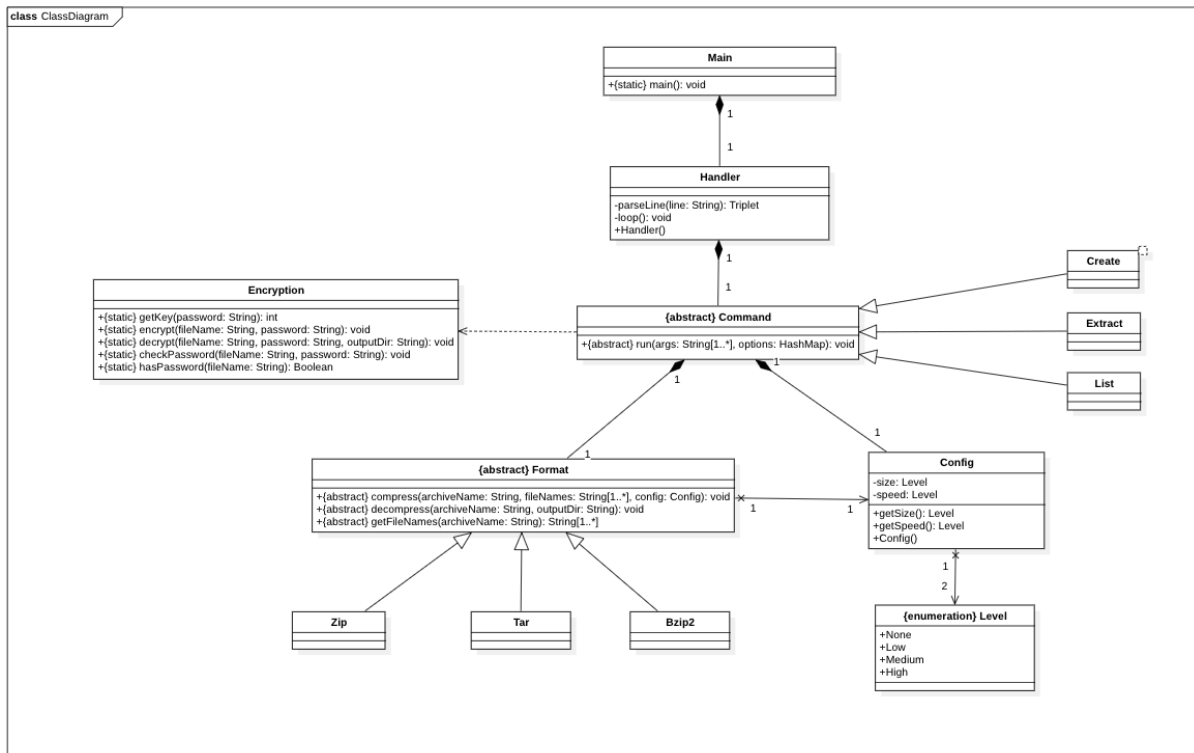 class ClassDiagram
Main
+{static} main(): void
1
1
Handler
-parseLine(line: String): Triplet
-loop(): void
+Handler()
1
1
Create
Extract
List
Encryption
+{static} getKey(password: String): int
+{static} encrypt(fileName: String, password: String): void
+{static} decrypt(fileName: String, password: String, outputDir: String): void
+{static} checkPassword(fileName: String, password: String): void
+{static} hasPassword(fileName: String): Boolean
{abstract} Command
+{abstract} run(args: String[1..*], options: HashMap): void
1
1
1
1
{abstract} Format
+{abstract} compress(archiveName: String, fileNames: String[1..*], config: Config): void
+{abstract} decompress(archiveName: String, outputDir: String): void
+{abstract} getFileNames(archiveName: String): String[1..*]
1
1
Config
-size: Level
-speed: Level
+getSize(): Level
+getSpeed(): Level
+Config()
1
2
Zip
Tar
Bzip2
{enumeration} Level
+None
+Low
+Medium
+High